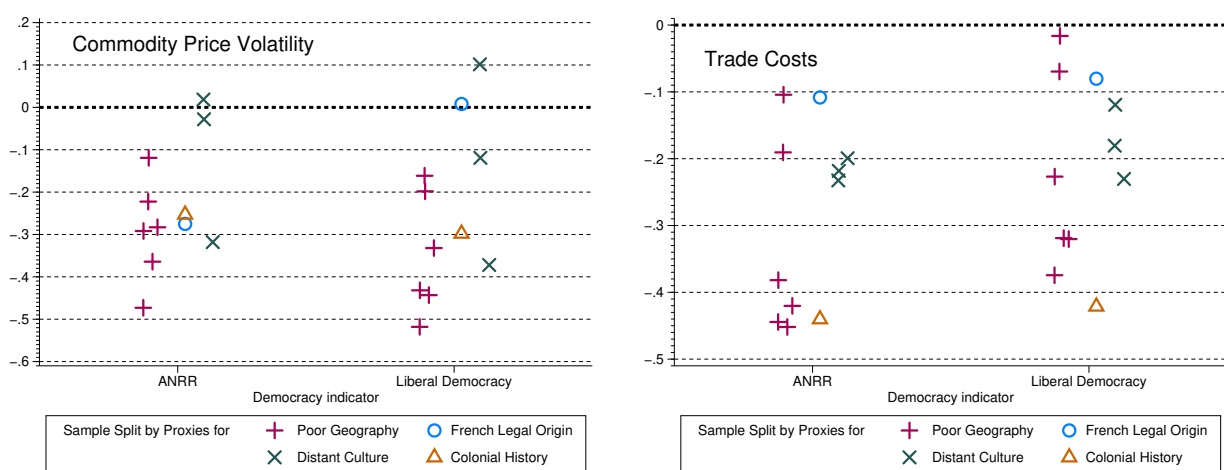 Commodity Price Volatility
.2
.1
0
-.1
-.2
-.3
-.4
-.5
-.6
ANRR
Liberal Democracy
Democracy indicator
Sample Split by Proxies for
Poor Geography
French Legal Origin
Distant Culture
Colonial History
Trade Costs
0
-.1
-.2
-.3
-.4
-.5
ANRR
Liberal Democracy
Democracy indicator
Sample Split by Proxies for
Poor Geography
French Legal Origin
Distant Culture
Colonial History